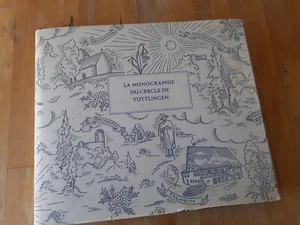 LA MONOGRAPHIE
DU CERCLE DE
TUTTLINGEN